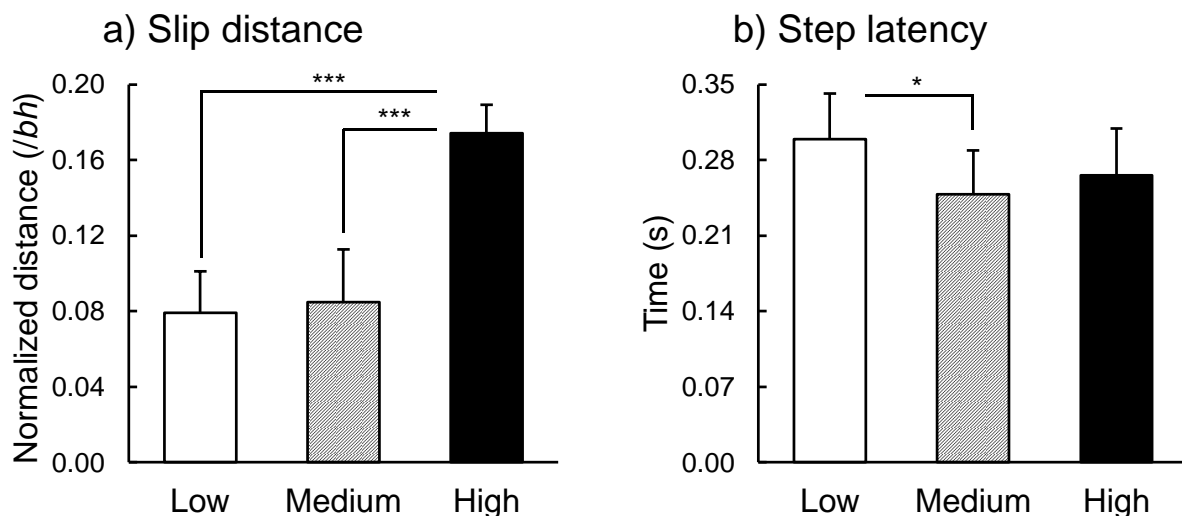 a) Slip distance
Normalized distance (/bh)
0.20
0.16
0.12
0.08
0.04
0.00
***
***
Low Medium High
b) Step latency
Time (s)
0.35
0.28
0.21
0.14
0.07
0.00
*
Low Medium High